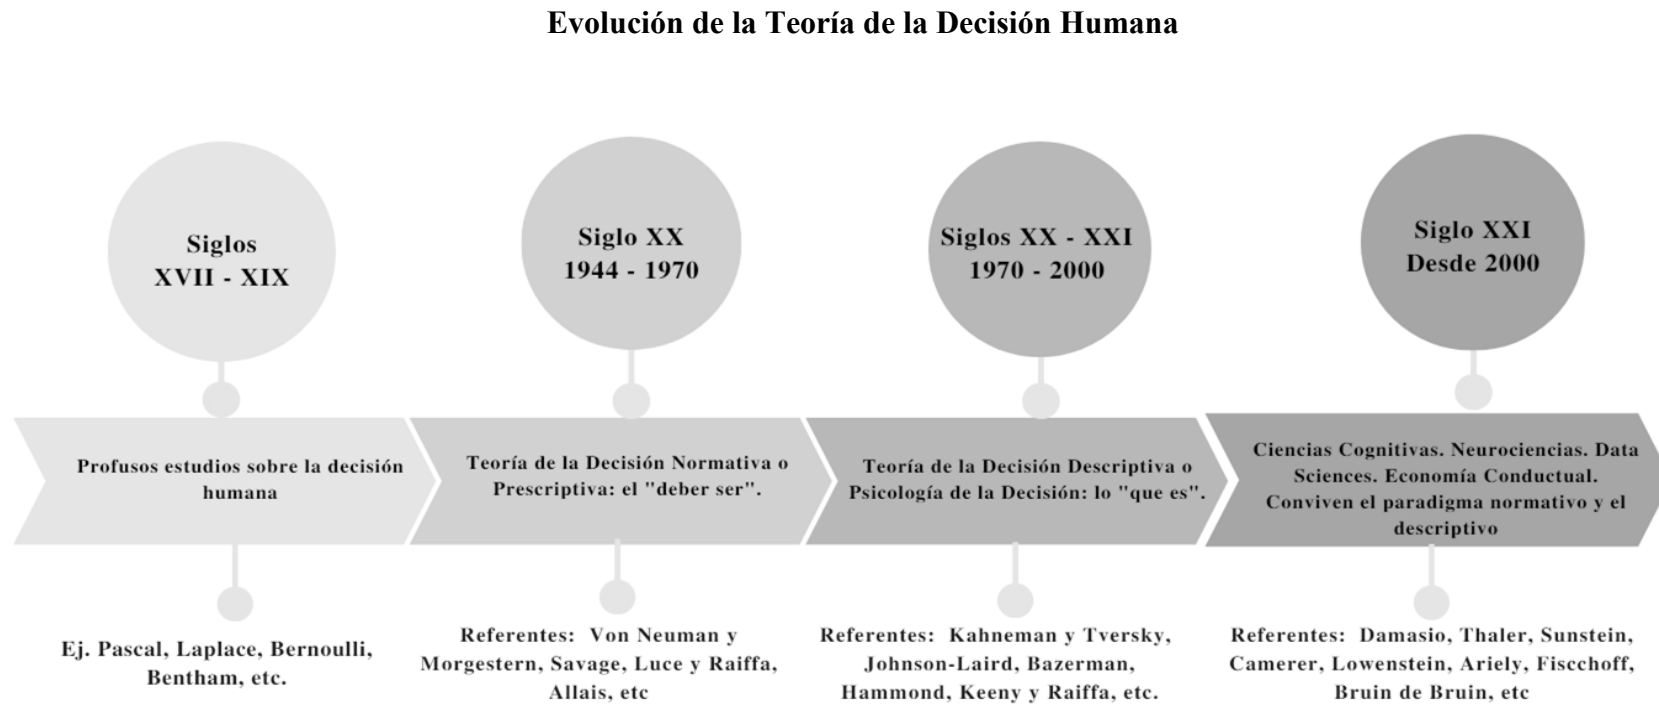 Evolución de la Teoría de la Decisión Humana
Siglos
XVII - XIX
Siglo XX
1944 - 1970
Siglos XX - XXI
1970 - 2000
Siglo XXI
Desde 2000
Profusos estudios sobre la decisión
humana
Teoría de la Decisión Normativa o
Prescriptiva: el "deber ser".
Teoría de la Decisión Descriptiva o
Psicología de la Decisión: lo "que es".
Ciencias Cognitivas. Neurociencias. Data
Sciences. Economía Conductual.
Conviven el paradigma normativo y el
descriptivo
Ej. Pascal, Laplace, Bernoulli,
Bentham, etc.
Referentes: Von Neuman y
Morgestern, Savage, Luce y Raiffa,
Allais, etc
Referentes: Kahneman y Tversky,
Johnson-Laird, Bazerman,
Hammond, Keeny y Raiffa, etc.
Referentes: Damasio, Thaler, Sunstein,
Camerer, Lowenstein, Ariely, Fiscchoff,
Bruin de Bruin, etc